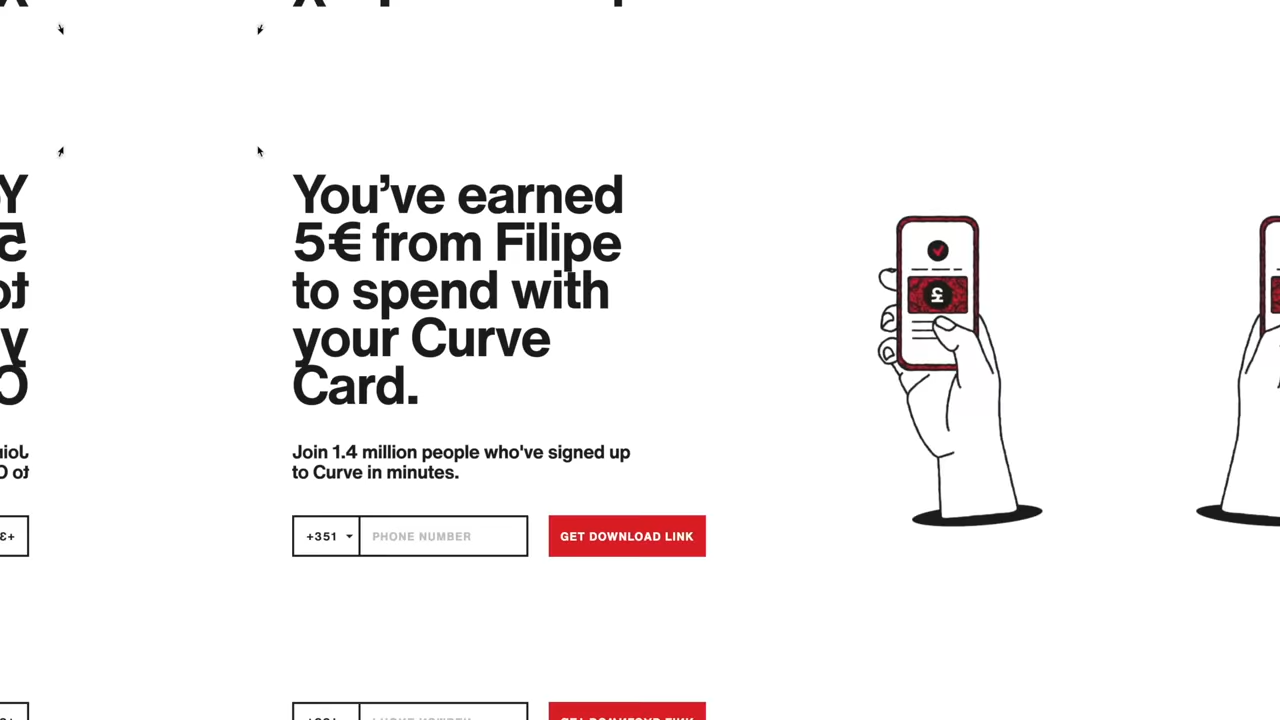 You've earned
5€ from Filipe
to spend with
your Curve
Card.
Join 1.4 million people who've signed up
to Curve in minutes.
+351 PHONE NUMBER GET DOWNLOAD LINK